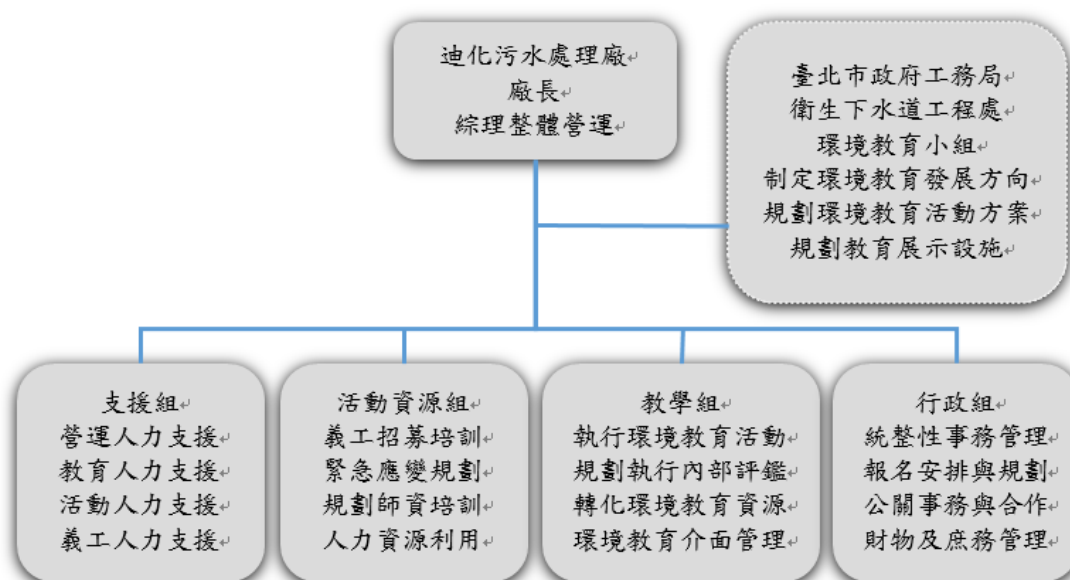 迪化污水處理廠
廠長
綜理整體營運
臺北市政府工務局
衛生下水道工程處
環境教育小組
制定環境教育發展方向
規劃環境教育活動方案
規劃教育展示設施
支援組
營運人力支援
教育人力支援
活動人力支援
義工人力支援
活動資源組
義工招募培訓
緊急應變規劃
規劃師資培訓
人力資源利用
教學組
執行環境教育活動
規劃執行內部評鑑
轉化環境教育資源
環境教育介面管理
行政組
統整性事務管理
報名安排與規劃
公關事務與合作
財物及庶務管理